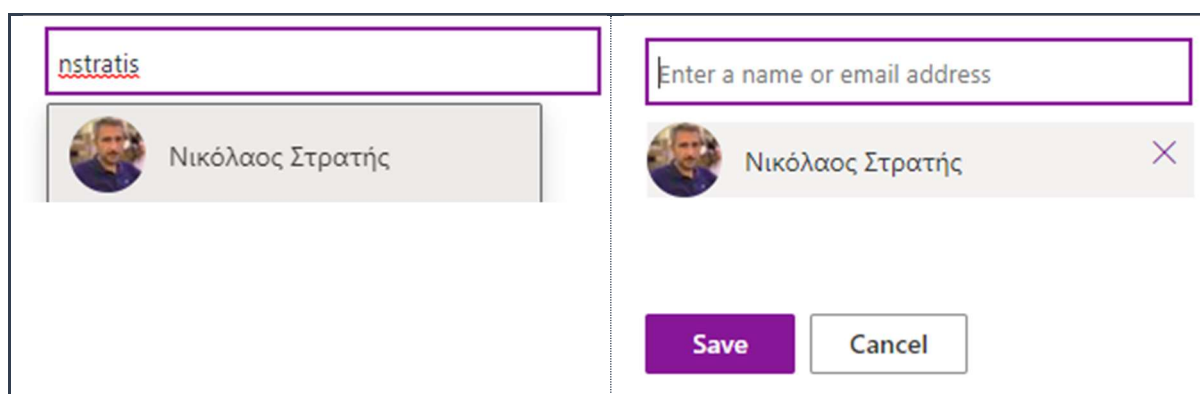 nstratis
Νικόλαος Στρατής
Enter a name or email address
Νικόλαος Στρατής
Save
Cancel